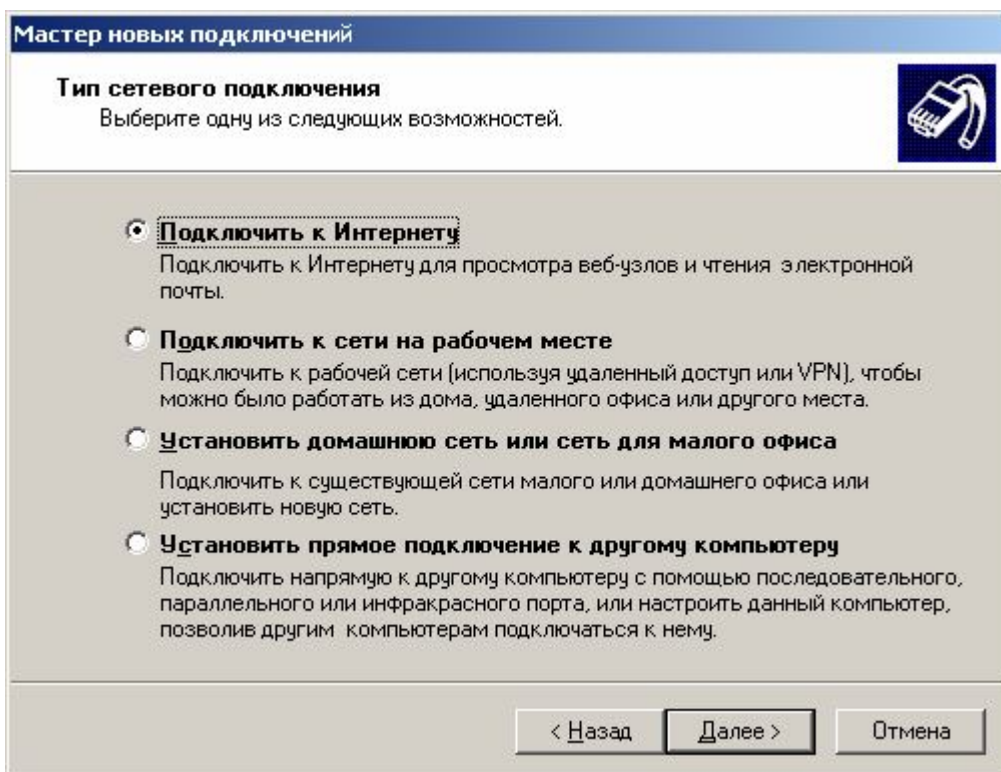 Мастер новых подключений
Тип сетевого подключения
Выберите одну из следующих возможностей.
Подключить к Интернету
Подключить к Интернету для просмотра веб-узлов и чтения электронной
почты.
Подключить к сети на рабочем месте
Подключить к рабочей сети (используя удаленный доступ или VPN), чтобы
можно было работать из дома, удаленного офиса или другого места.
Установить домашнюю сеть или сеть для малого офиса
Подключить к существующей сети малого или домашнего офиса или
установить новую сеть.
Установить прямое подключение к другому компьютеру
Подключить напрямую к другому компьютеру с помощью последовательного,
параллельного или инфракрасного порта, или настроить данный компьютер,
позволив другим компьютерам подключаться к нему.
< Назад Далее > Отмена